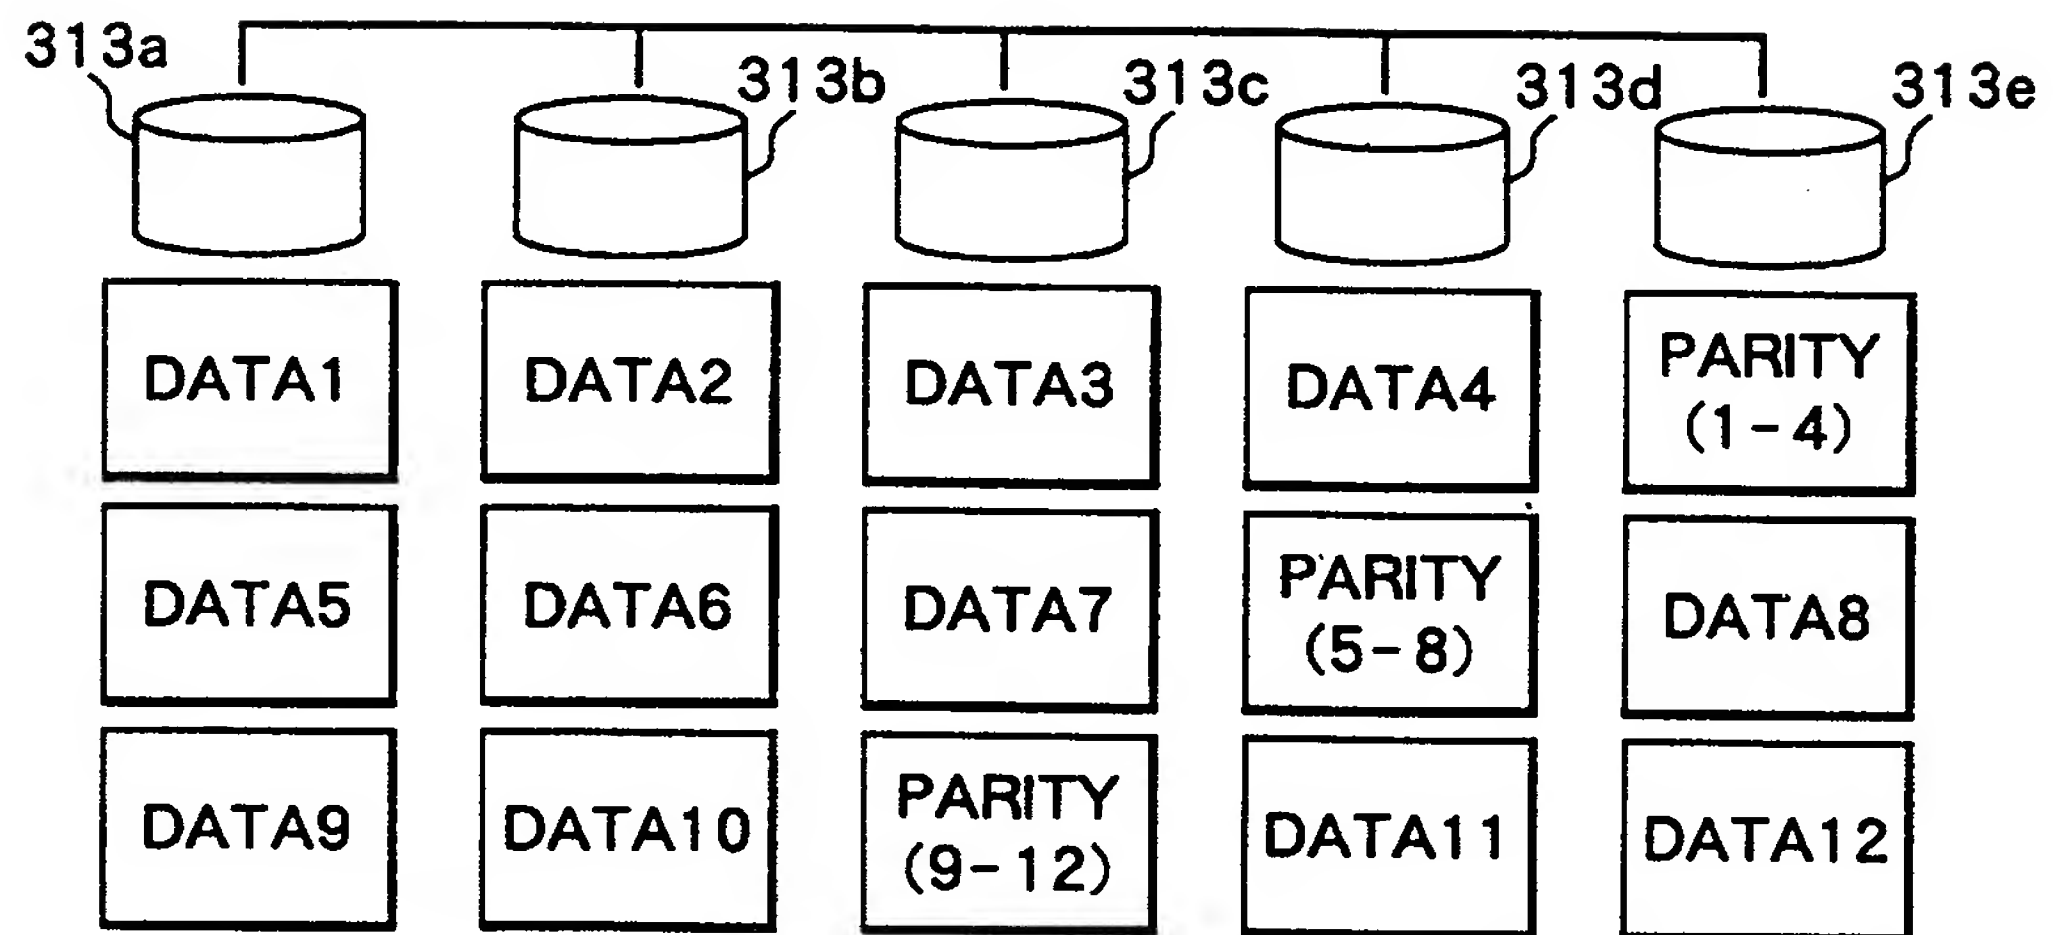 313a
313b
313c
313d
313e
DATA1
DATA2
DATA3
DATA4
PARITY
(1-4)
DATA5
DATA6
DATA7
PARITY
(5-8)
DATA8
DATA9
DATA10
PARITY
(9-12)
DATA11
DATA12